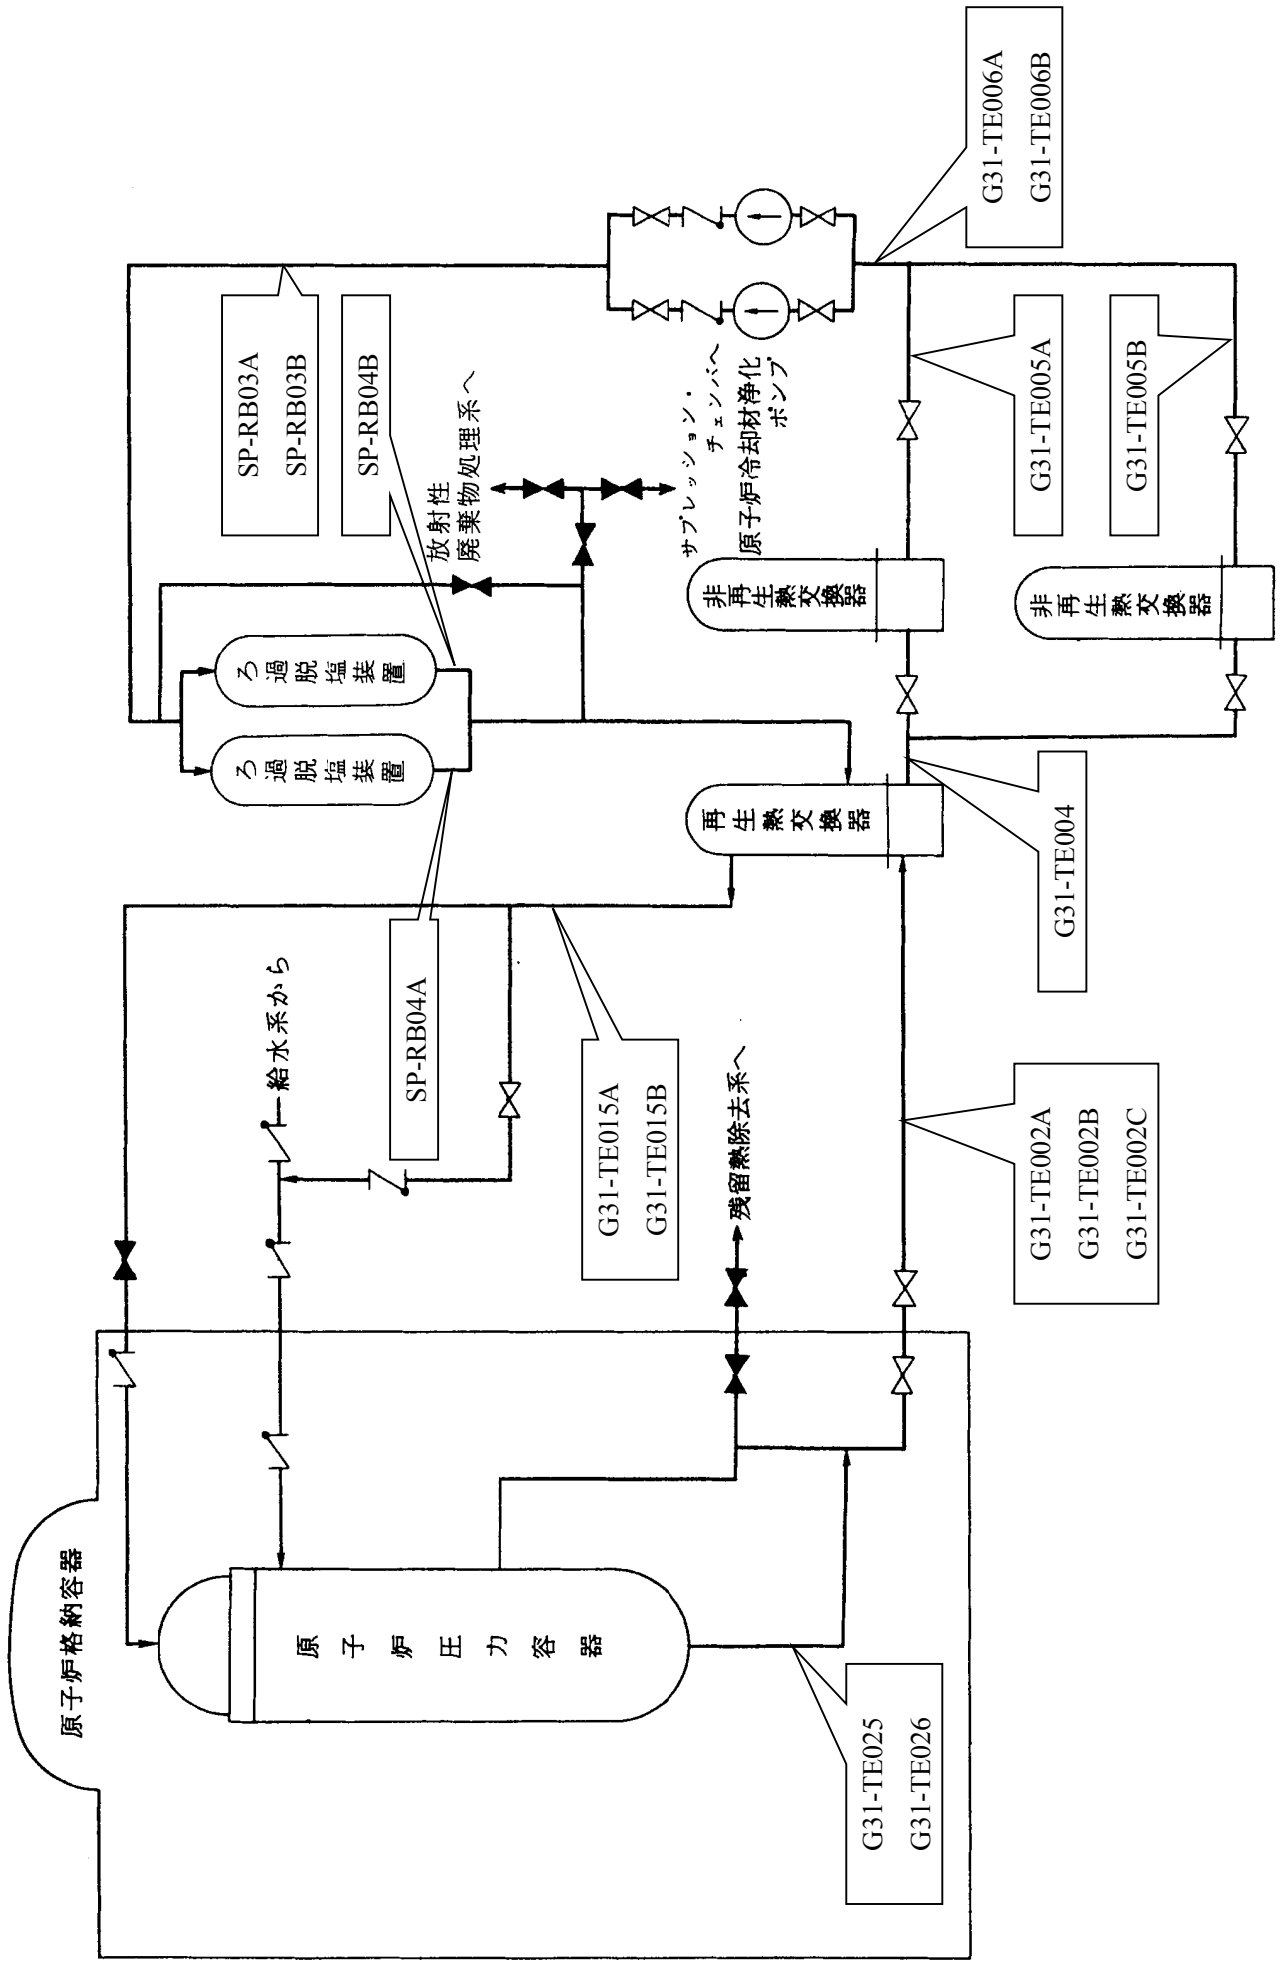 原子炉格納容器
原子炉圧力容器
G31-TE025
G31-TE026
給水系から
残留熱除去系へ
G31-TE002A
G31-TE002B
G31-TE002C
G31-TE015A
G31-TE015B
SP-RB04A
G31-TE004
再生熱交換器
ろ過脱塩装置
ろ過脱塩装置
非再生熱交換器
非再生熱交換器
放射性
廃棄物処理系へ
サプレッション・
チェンバへ
原子炉冷却材浄化
ポンプ
SP-RB03A
SP-RB03B
SP-RB04B
G31-TE005A
G31-TE005B
G31-TE006A
G31-TE006B